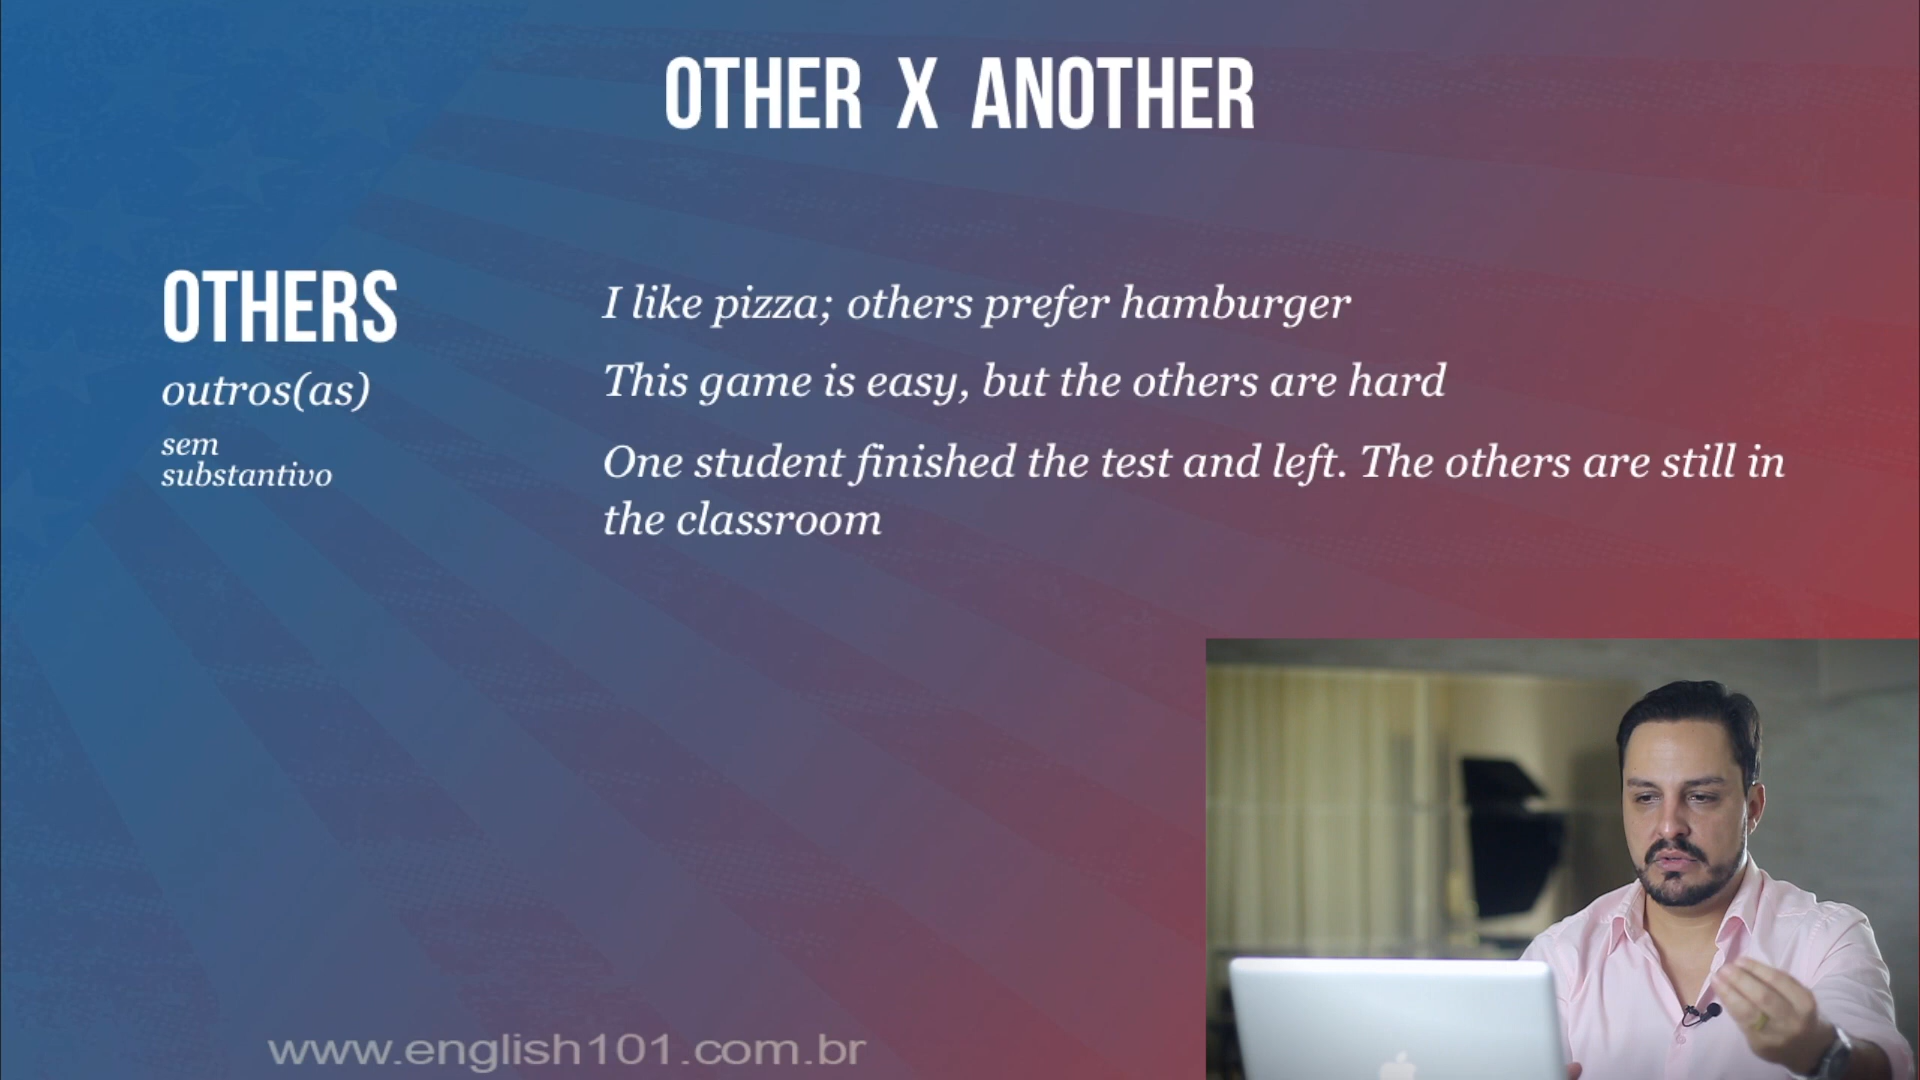 OTHER X ANOTHER
OTHERS
outros(as)
sem
substantivo
I like pizza; others prefer hamburger
This game is easy, but the others are hard
One student finished the test and left. The others are still in
the classroom
www.english101.com.br